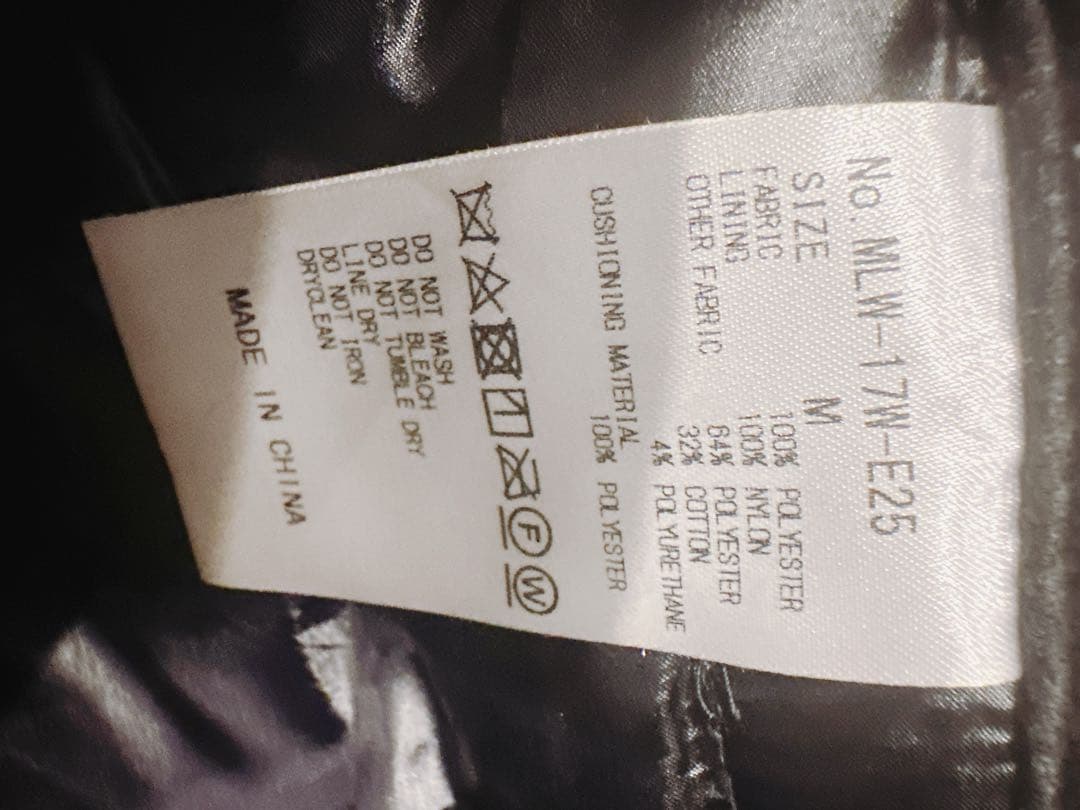 No. MLW-17W-E25
SIZE M
FABRIC 100% POLYESTER
LINING 100% NYLON
OTHER FABRIC 64% POLYESTER
32% COTTON
4% POLYURETHANE
CUSHIONING MATERIAL
100% POLYESTER
F W
DO NOT WASH
DO NOT BLEACH
DO NOT TUMBLE DRY
LINE DRY
DO NOT IRON
DRYCLEAN
MADE IN CHINA